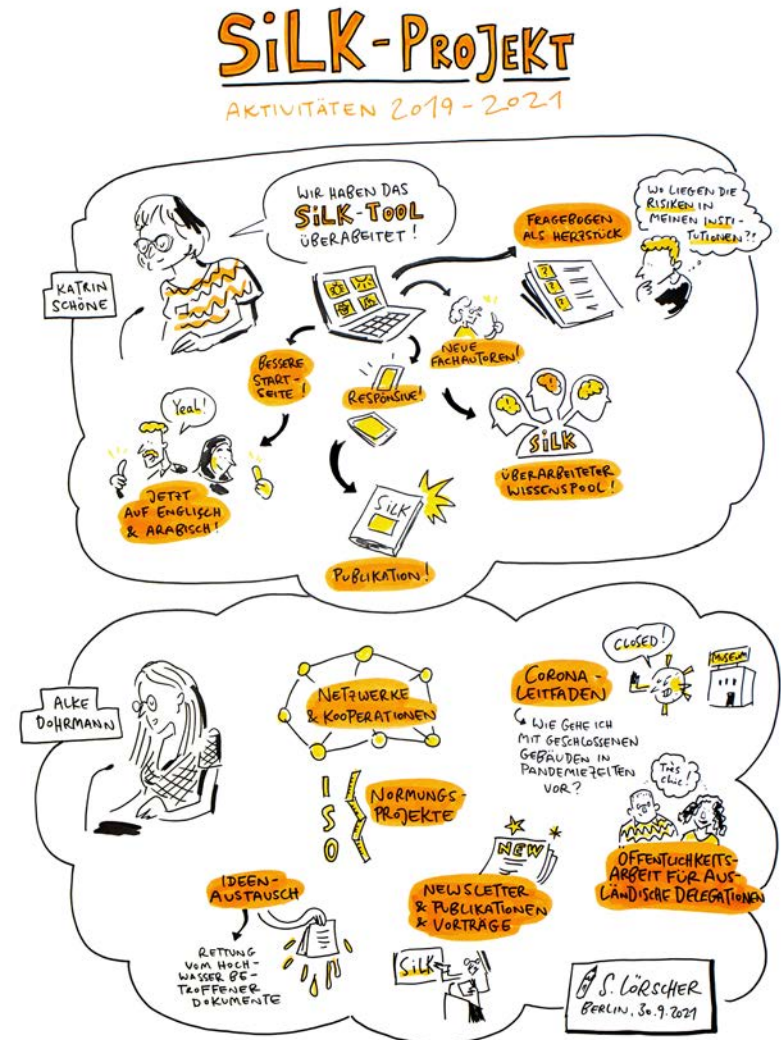 SiLK-PROJEKT
AKTIVITÄTEN 2019-2021
WIR HABEN DAS
SiLK-TOOL
ÜBERABEITET!
KATRIN
SCHÖNE
FRAGEBOGEN
ALS HERZSTÜCK
WO LIEGEN DIE
RISIKEN IN
MEINEN INSTI-
TUTIONEN?!
BESSERE
START-
SEITE!
RESPONSIVE!
NEUE
FACHAUTOREN!
Yeah!
JETZT
AUF ENGLISCH
& ARABISCH!
SiLK
PUBLIKATION!
SiLK
ÜBERARBEITETER
WISSENSPOOL!
ALKE
DOHRMANN
NETZWERKE
& KOOPERATIONEN
CLOSED!
MUSEUM
CORONA-
LEITFADEN
WIE GEHE ICH
MIT GESCHLOSSENEN
GEBÄUDEN IN
PANDEMIEZEITEN
VOR?
ISO
NORMUNGS-
PROJEKTE
Très
chic!
ÖFFENTLICHKEITS-
ARBEIT FÜR AUS-
LÄNDISCHE DELEGATIONEN
IDEEN-
AUSTAUSCH
RETTUNG
VOM HOCH-
WASSER BE-
TROFFENER
DOKUMENTE
NEW
NEWSLETTER
& PUBLIKATIONEN
& VORTRÄGE
SiLK
S. LÖRSCHER
BERLIN, 30.9.2021